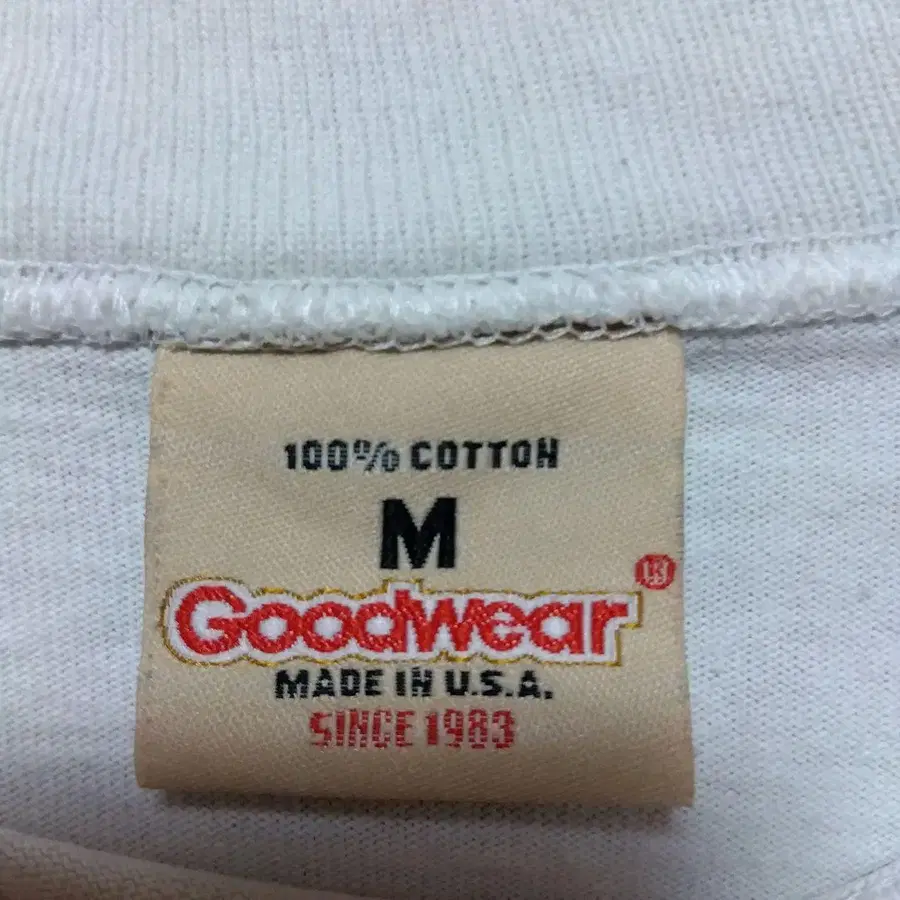 100% COTTON
M
Goodwear®
MADE IN U.S.A.
SINCE 1983